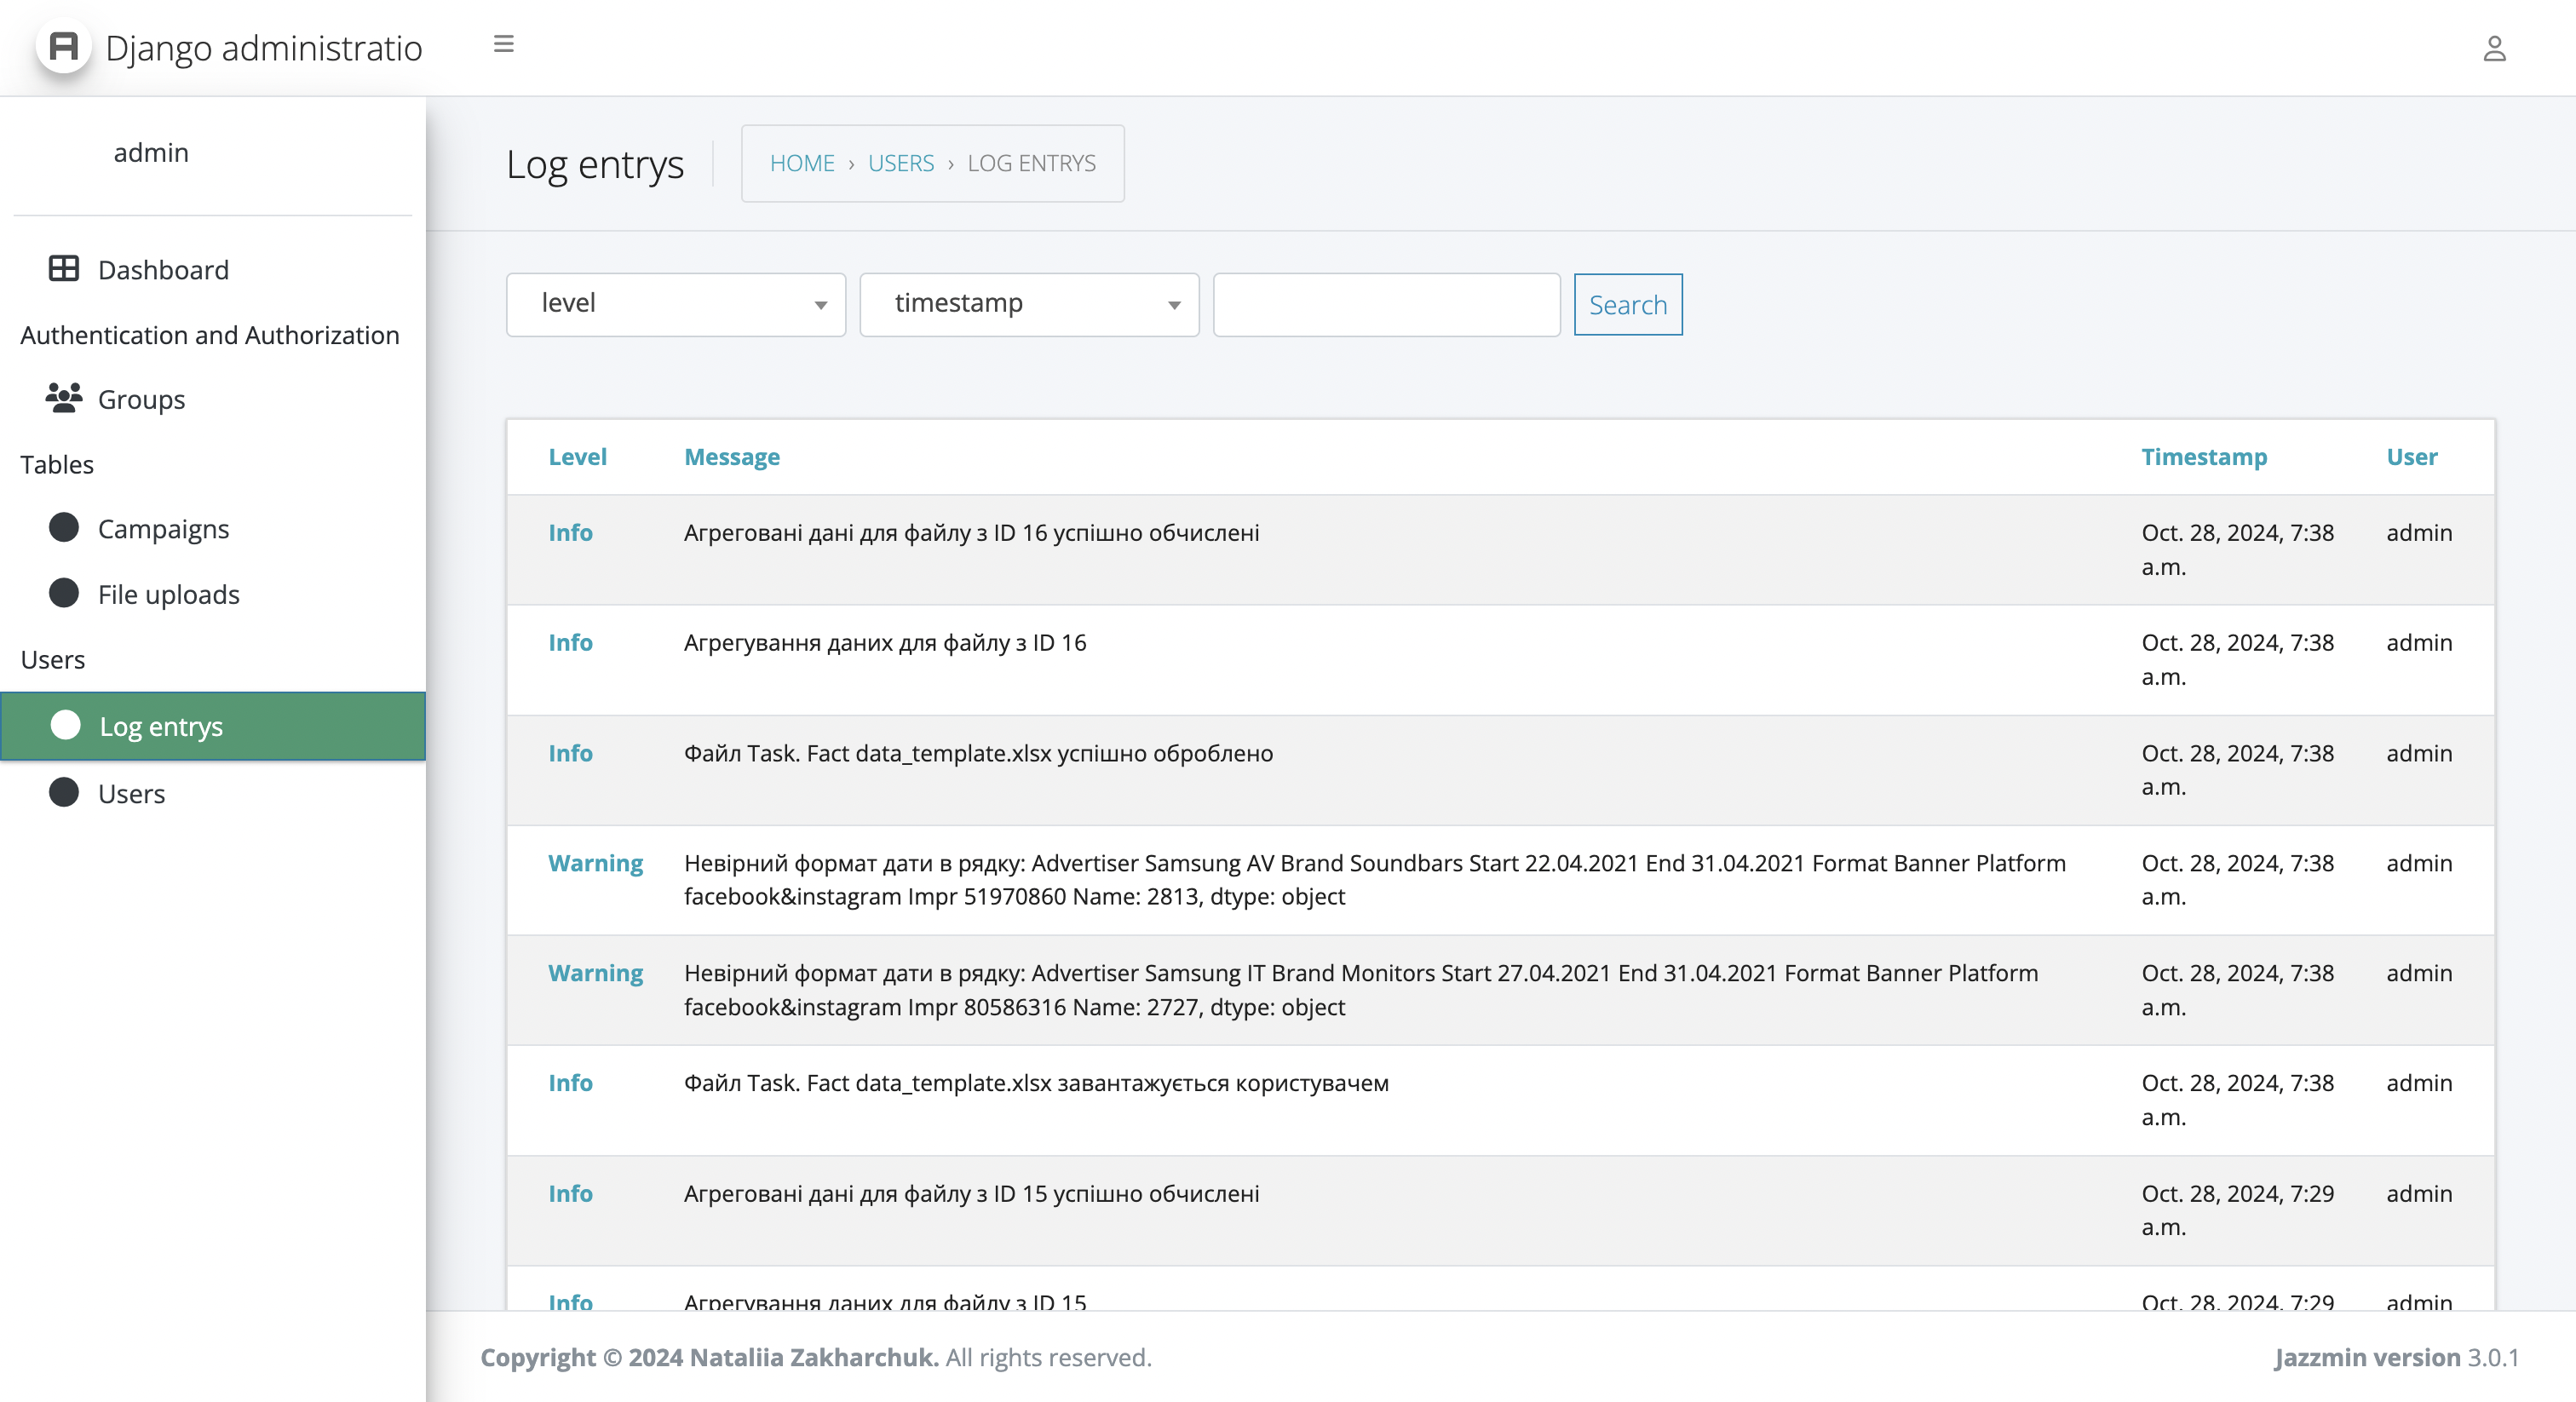 Django administratio
admin
Dashboard
Authentication and Authorization
Groups
Tables
Campaigns
File uploads
Users
Log entrys
Users
Log entrys
HOME › USERS › LOG ENTRYS
level
timestamp
Search
Level Message Timestamp User
Info Агреговані дані для файлу з ID 16 успішно обчислені Oct. 28, 2024, 7:38 admin
a.m.
Info Агрегування даних для файлу з ID 16 Oct. 28, 2024, 7:38 admin
a.m.
Info Файл Task. Fact data_template.xlsx успішно оброблено Oct. 28, 2024, 7:38 admin
a.m.
Warning Невірний формат дати в рядку: Advertiser Samsung AV Brand Soundbars Start 22.04.2021 End 31.04.2021 Format Banner Platform Oct. 28, 2024, 7:38 admin
facebook&instagram Impr 51970860 Name: 2813, dtype: object a.m.
Warning Невірний формат дати в рядку: Advertiser Samsung IT Brand Monitors Start 27.04.2021 End 31.04.2021 Format Banner Platform Oct. 28, 2024, 7:38 admin
facebook&instagram Impr 80586316 Name: 2727, dtype: object a.m.
Info Файл Task. Fact data_template.xlsx завантажується користувачем Oct. 28, 2024, 7:38 admin
a.m.
Info Агреговані дані для файлу з ID 15 успішно обчислені Oct. 28, 2024, 7:29 admin
a.m.
Info Агрегування даних для файлу з ID 15 Oct. 28, 2024, 7:29 admin
Copyright © 2024 Nataliia Zakharchuk. All rights reserved.
Jazzmin version 3.0.1